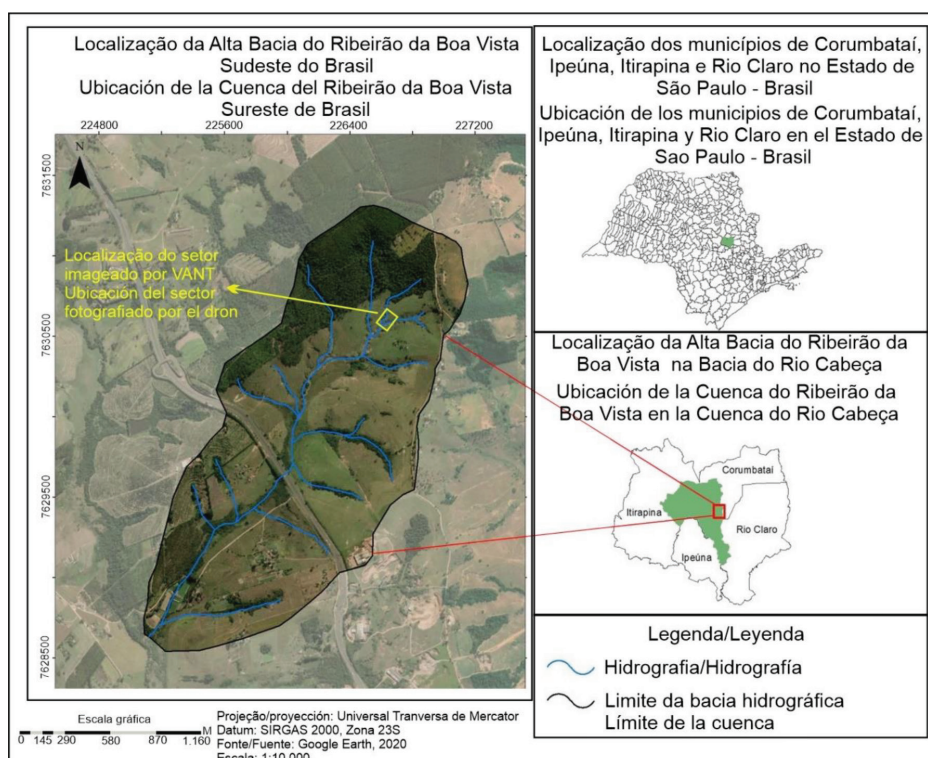 Localização da Alta Bacia do Ribeirão da Boa Vista
Sudeste do Brasil
Ubicación de la Cuenca del Ribeirão da Boa Vista
Sureste de Brasil
224800
225600
226400
227200
N
7631500
7630500
7629500
7628500
Localização do setor
imageado por VANT
Ubicación del sector
fotografiado por el dron
Escala gráfica
0 145 290 580 870 1.160 M
Projeção/proyección: Universal Tranversa de Mercator
Datum: SIRGAS 2000, Zona 23S
Fonte/Fuente: Google Earth, 2020
Escala: 1:10.000
Localização dos municípios de Corumbataí,
Ipeúna, Itirapina e Rio Claro no Estado de
São Paulo - Brasil
Ubicación de los municipios de Corumbataí,
Ipeúna, Itirapina y Rio Claro en el Estado de
Sao Paulo - Brasil
Localização da Alta Bacia do Ribeirão da
Boa Vista na Bacia do Rio Cabeça
Ubicación de la Cuenca do Ribeirão da
Boa Vista en la Cuenca do Rio Cabeça
Corumbataí
Itirapina
Rio Claro
Ipeúna
Legenda/Leyenda
Hidrografia/Hidrografía
Limite da bacia hidrográfica
Límite de la cuenca